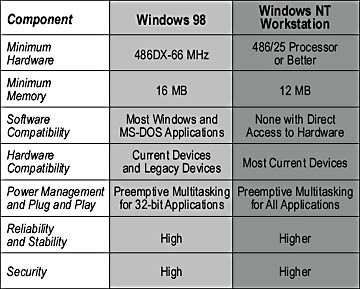 Component Windows 98 Windows NT Workstation
Minimum Hardware 486DX-66 MHz 486/25 Processor or Better
Minimum Memory 16 MB 12 MB
Software Compatibility Most Windows and MS-DOS Applications None with Direct Access to Hardware
Hardware Compatibility Current Devices and Legacy Devices Most Current Devices
Power Management and Plug and Play Preemptive Multitasking for 32-bit Applications Preemptive Multitasking for All Applications
Reliability and Stability High Higher
Security High Higher